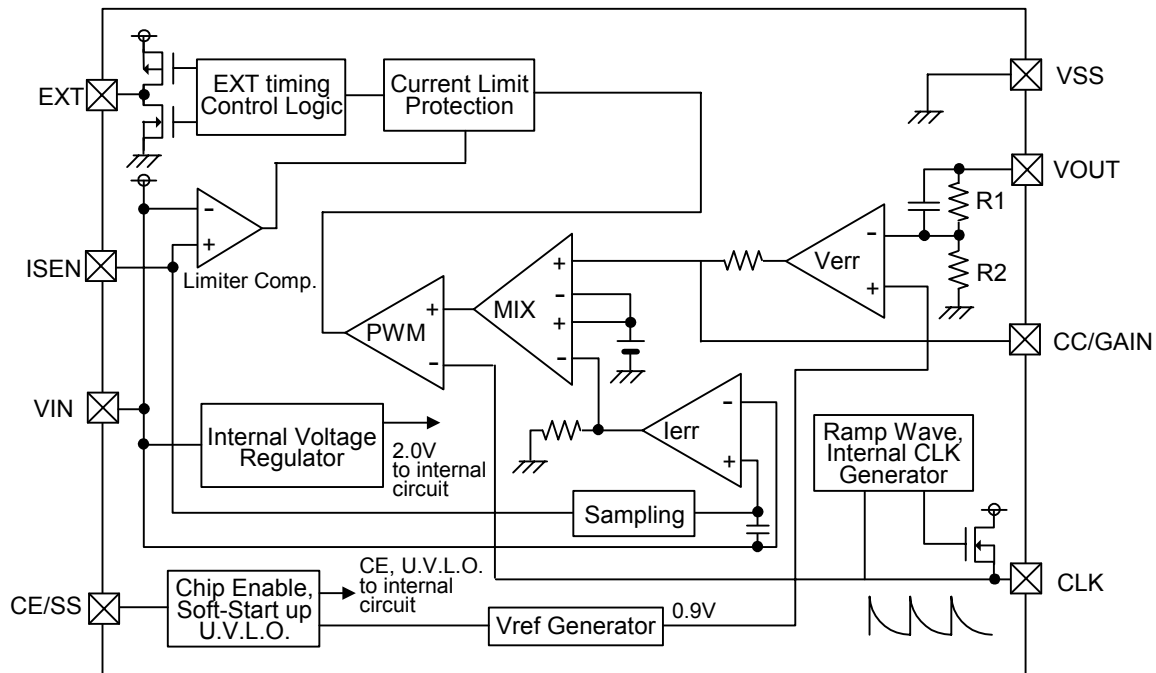 EXT
EXT timing
Control Logic
Current Limit
Protection
VSS
VOUT
R1
R2
-
+
Limiter Comp.
ISEN
-
+
Verr
+
-
+
-
MIX
+
-
PWM
CC/GAIN
VIN
Internal Voltage
Regulator
2.0V
to internal
circuit
-
+
Ierr
Ramp Wave,
Internal CLK
Generator
Sampling
CE/SS
Chip Enable,
Soft-Start up
U.V.L.O.
CE, U.V.L.O.
to internal
circuit
Vref Generator
0.9V
CLK